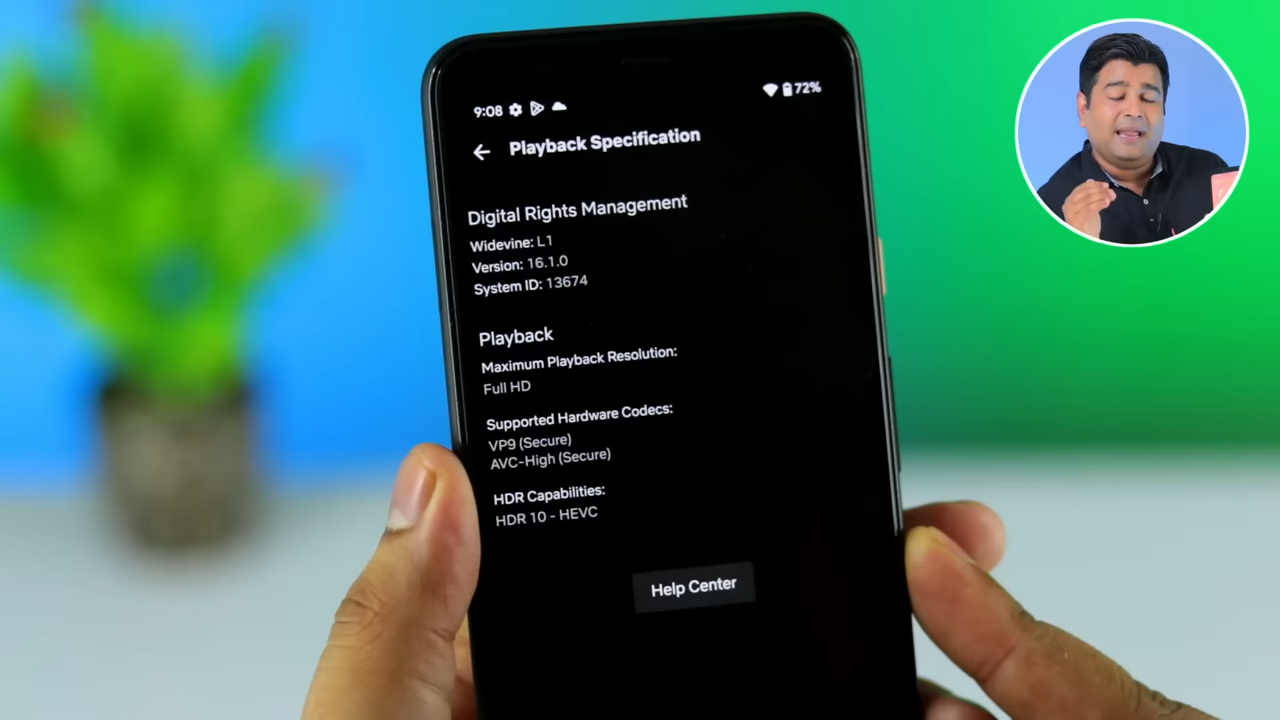 9:08
72%
Playback Specification
Digital Rights Management
Widevine: L1
Version: 16.1.0
System ID: 13674
Playback
Maximum Playback Resolution:
Full HD
Supported Hardware Codecs:
VP9 (Secure)
AVC-High (Secure)
HDR Capabilities:
HDR 10 - HEVC
Help Center